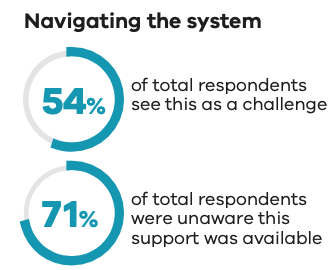 Navigating the system
54%
of total respondents
see this as a challenge
71%
of total respondents
were unaware this
support was available